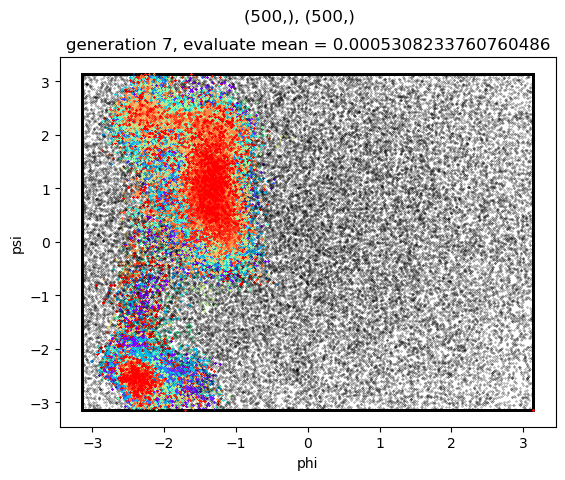 (500,), (500,)
generation 7, evaluate mean = 0.0005308233760760486
3
2
1
0
−1
−2
−3
psi
−3 −2 −1 0 1 2 3
phi